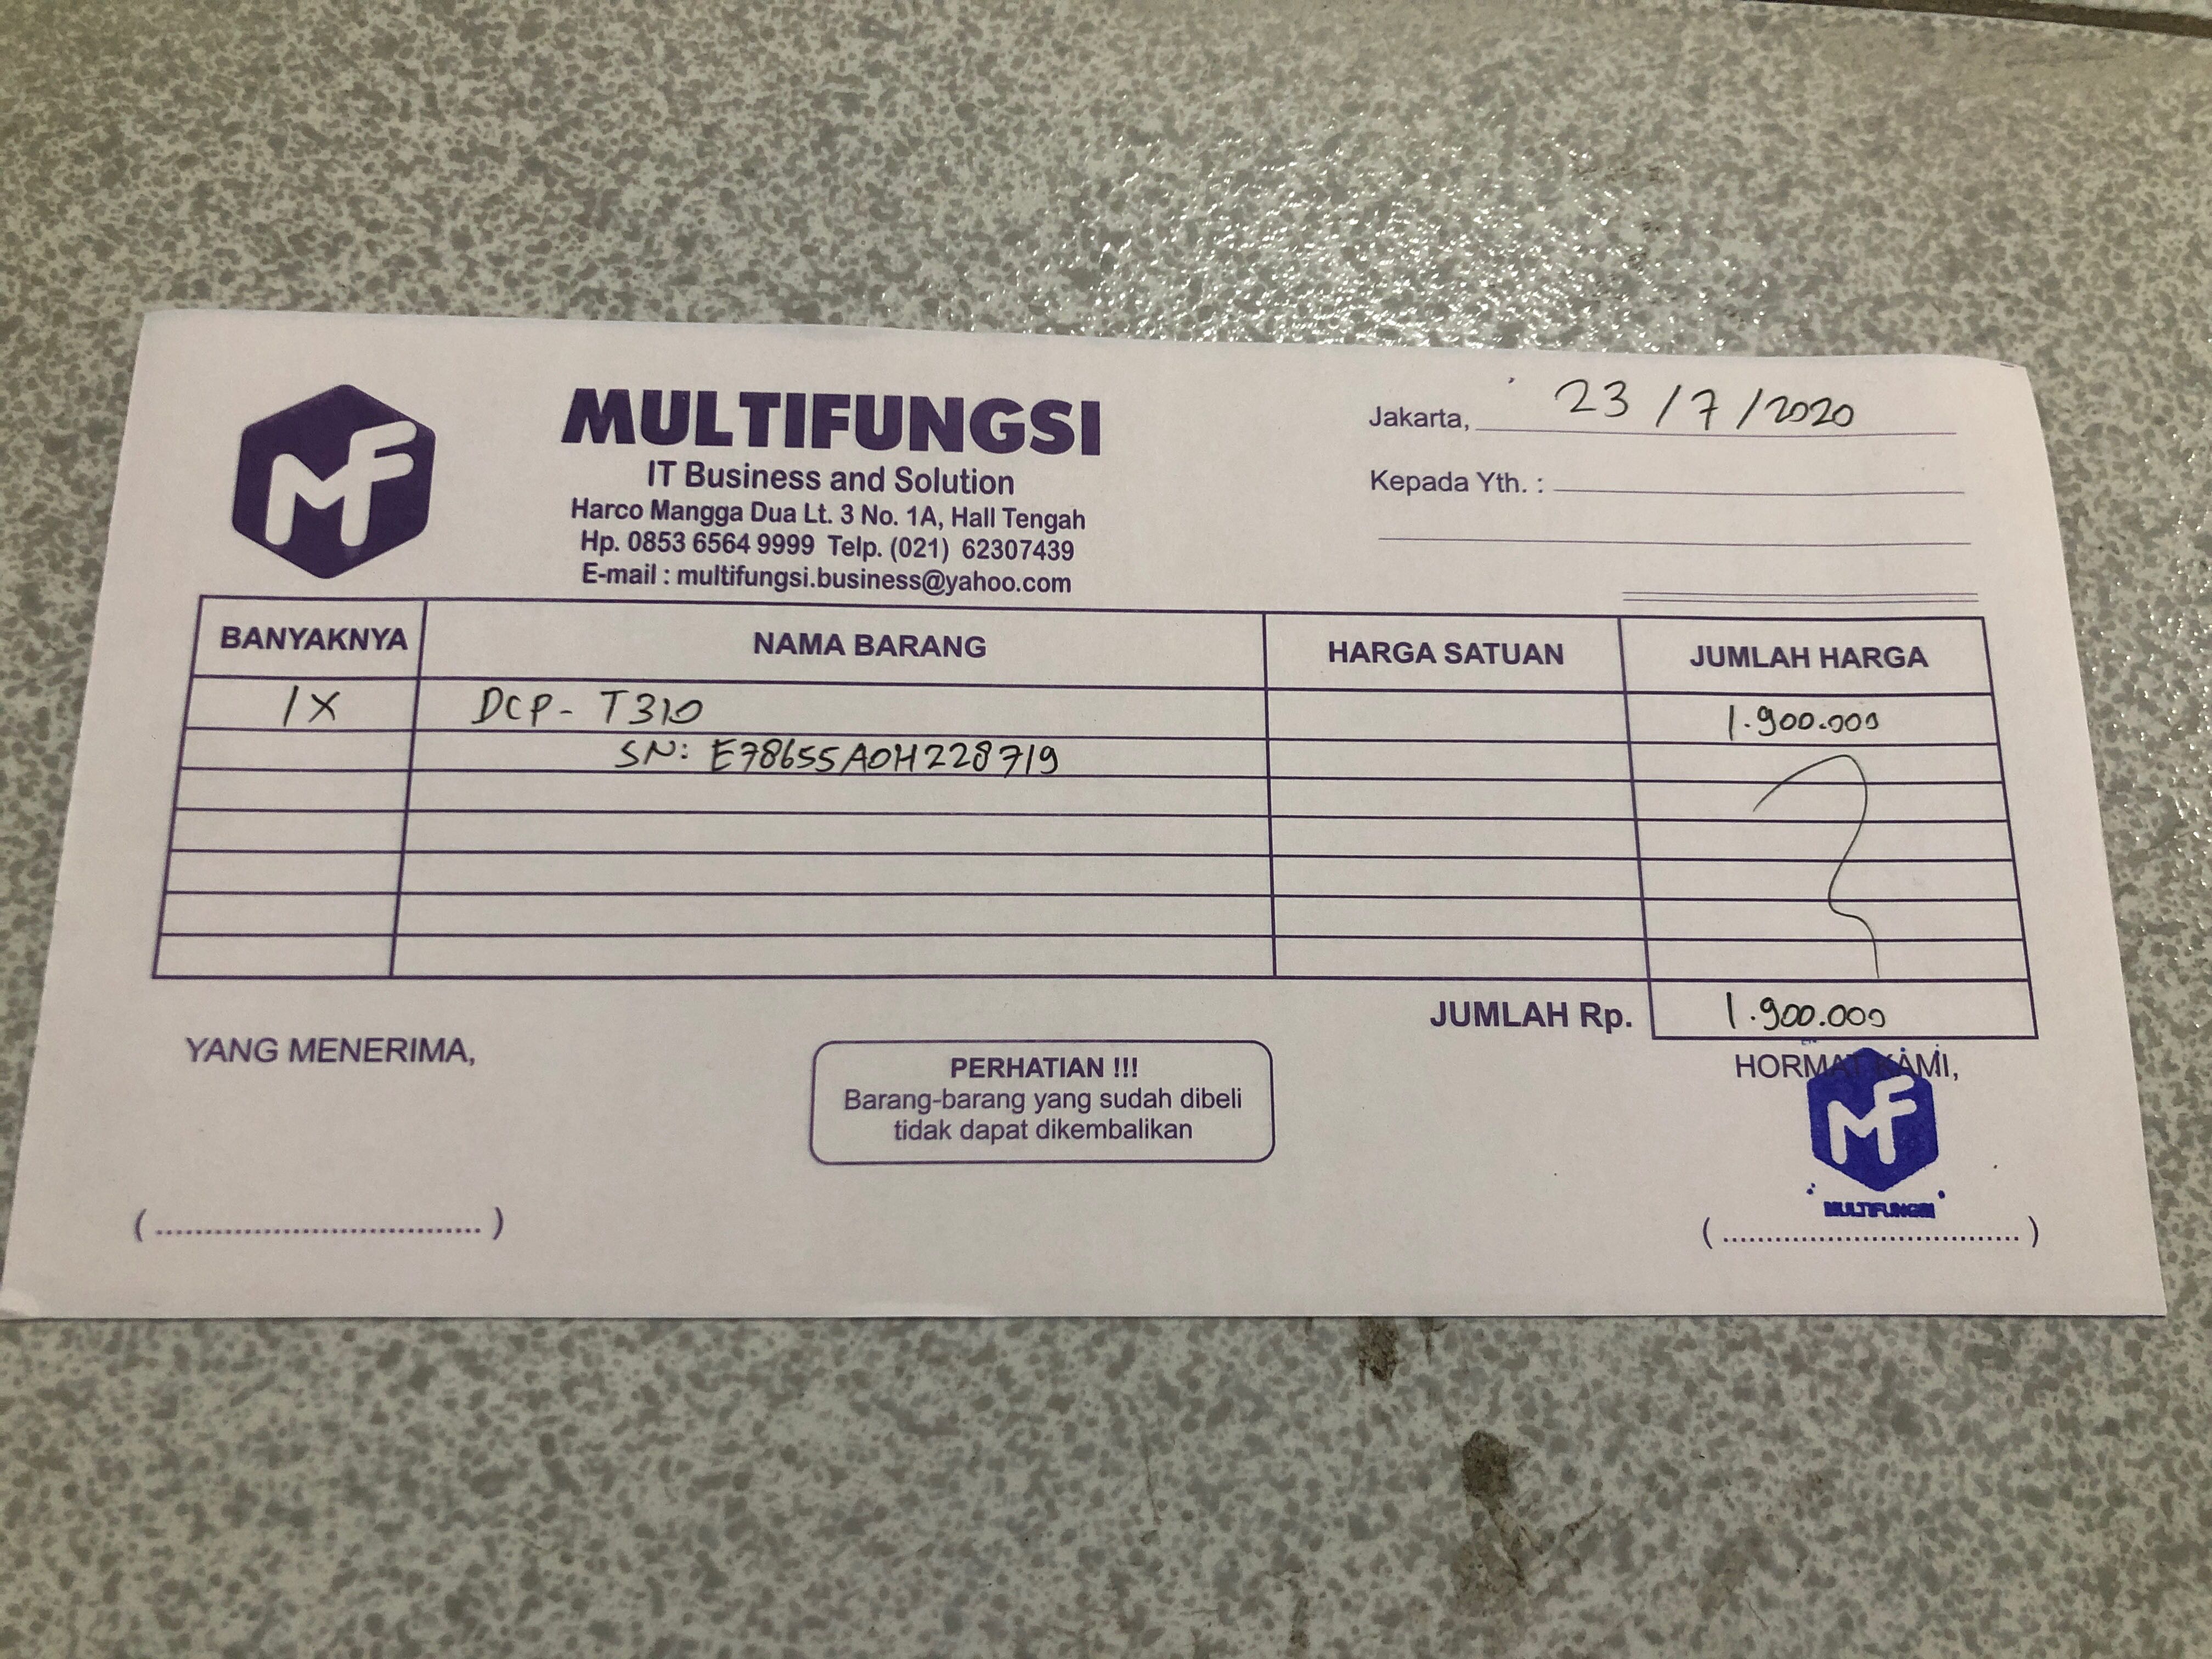 MF
MULTIFUNGSI
IT Business and Solution
Harco Mangga Dua Lt. 3 No. 1A, Hall Tengah
Hp. 0853 6564 9999 Telp. (021) 62307439
E-mail : multifungsi.business@yahoo.com
Jakarta, 23/7/2020
Kepada Yth. :
BANYAKNYA NAMA BARANG HARGA SATUAN JUMLAH HARGA
1X DCP- T310 1.900.000
SN: E78655A0H228719
JUMLAH Rp. 1.900.000
YANG MENERIMA,
PERHATIAN !!!
Barang-barang yang sudah dibeli
tidak dapat dikembalikan
HORMAT KAMI,
MF
MULTIFUNGSI
(................................)
(................................)